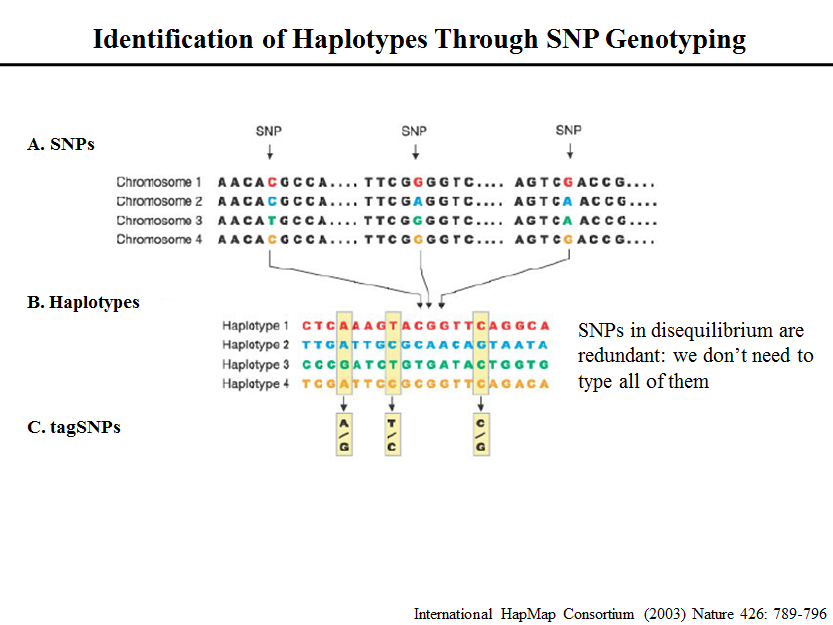 Identification of Haplotypes Through SNP Genotyping
A. SNPs
SNP SNP SNP
Chromosome 1 AACACGCCA.... TTCGGGGTC.... AGTCGACCG....
Chromosome 2 AACACGCCA.... TTCGAGGTC.... AGTCAACCG....
Chromosome 3 AACATGCCA.... TTCGGGGTC.... AGTCAACCG....
Chromosome 4 AACACGCCA.... TTCGGGGTC.... AGTCGACCG....
B. Haplotypes
Haplotype 1 CTCAAAGTACGGTTCAGGCA
Haplotype 2 TTGATTGCGCAACAGTAATA
Haplotype 3 CCCGATCTGTGATACTGGTG
Haplotype 4 TCGATTCCGCGGTTCAGACA
SNPs in disequilibrium are
redundant: we don't need to
type all of them
C. tagSNPs
A/G T/C C/G
International HapMap Consortium (2003) Nature 426: 789-796